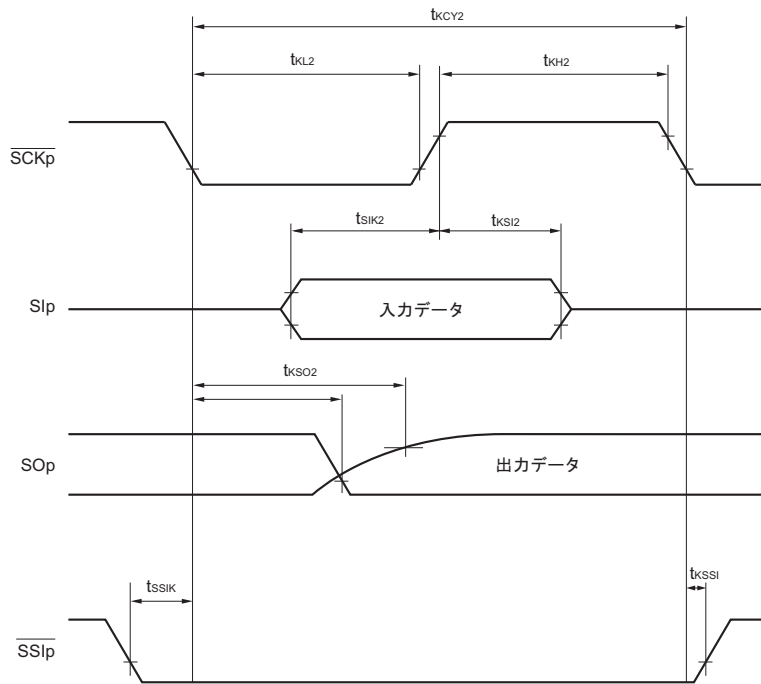 tKCY2
tKL2
tKH2
SCKp
tSIK2
tKSI2
SIp
入力データ
tKSO2
SOp
出力データ
tSSIK
tKSSI
SSIp